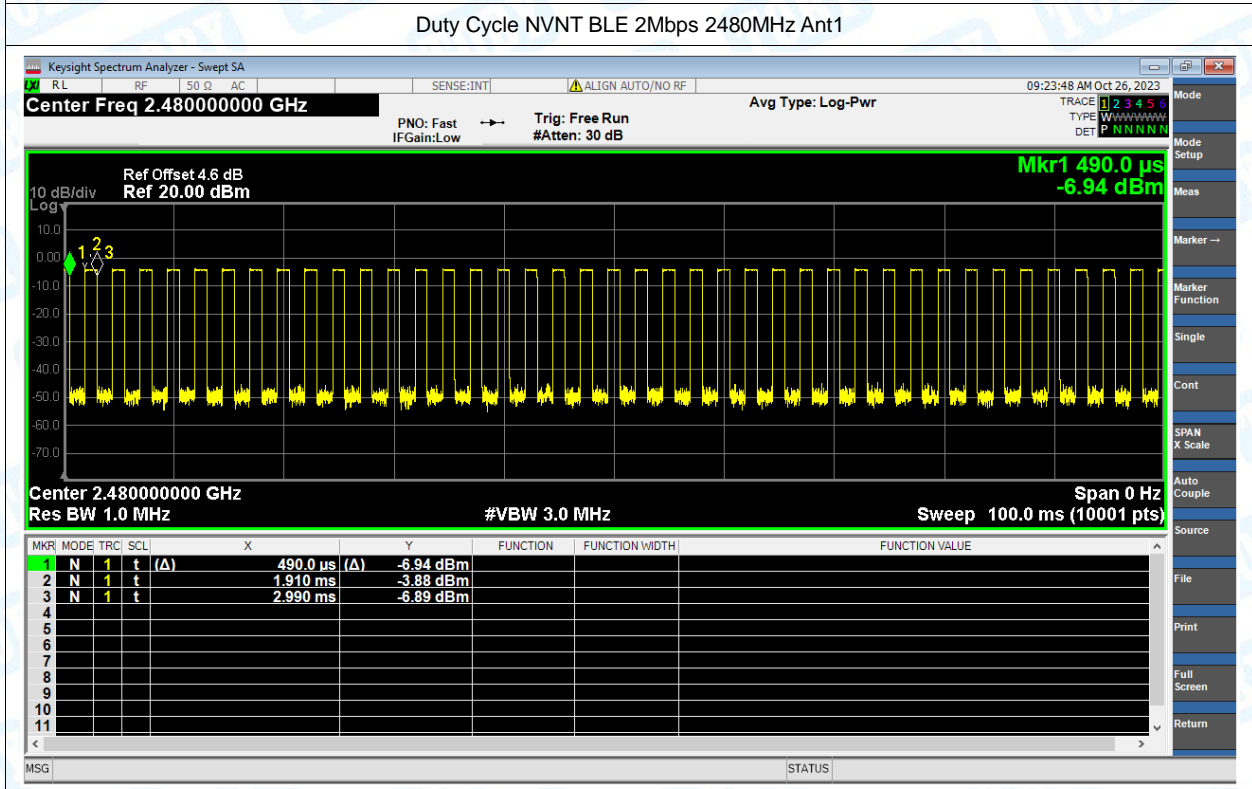 Duty Cycle NVNT BLE 2Mbps 2480MHz Ant1
Keysight Spectrum Analyzer - Swept SA
LXI RL RF 50 Ω AC SENSE:INT ALIGN AUTO/NO RF 09:23:48 AM Oct 26, 2023
Center Freq 2.480000000 GHz
PNO: Fast
IFGain:Low
Trig: Free Run
#Atten: 30 dB
Avg Type: Log-Pwr
TRACE 1 2 3 4 5 6
TYPE W W W W W W
DET P N N N N N
Ref Offset 4.6 dB
Ref 20.00 dBm
10 dB/div
Log
Mkr1 490.0 µs
-6.94 dBm
10.0
0.00
-10.0
-20.0
-30.0
-40.0
-50.0
-60.0
-70.0
1 2 3
Center 2.480000000 GHz
Span 0 Hz
Res BW 1.0 MHz
#VBW 3.0 MHz
Sweep 100.0 ms (10001 pts)
MKR MODE TRC SCL X Y FUNCTION FUNCTION WIDTH FUNCTION VALUE
1 N 1 t (Δ) 490.0 µs (Δ) -6.94 dBm
2 N 1 t 1.910 ms -3.88 dBm
3 N 1 t 2.990 ms -6.89 dBm
4
5
6
7
8
9
10
11
MSG
STATUS
Mode
Mode Setup
Meas
Marker →
Marker Function
Single
Cont
SPAN X Scale
Auto Couple
Source
File
Print
Full Screen
Return